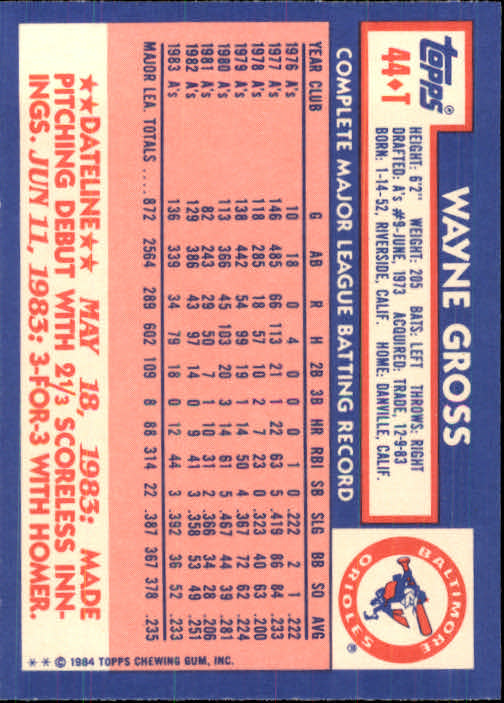 topps®
44♦T
WAYNE GROSS
HEIGHT: 6'2" WEIGHT: 205 BATS: LEFT THROWS: RIGHT
DRAFTED: A's #9-JUNE, 1973 ACQUIRED: TRADE, 12-9-83
BORN: 1-14-52, RIVERSIDE, CALIF. HOME: DANVILLE, CALIF.
BALTIMORE ORIOLES®
COMPLETE MAJOR LEAGUE BATTING RECORD
YEAR CLUB G AB R H 2B 3B HR RBI SB SLG BB SO AVG
1976 A's 10 18 0 4 0 0 0 1 0 .222 2 1 .222
1977 A's 146 485 66 113 21 1 22 63 5 .419 86 84 .233
1978 A's 118 285 18 57 10 2 7 23 0 .323 40 63 .200
1979 A's 138 442 54 99 19 1 14 50 4 .367 72 62 .224
1980 A's 113 366 45 103 20 3 14 61 5 .467 44 39 .281
1981 A's 82 243 29 50 7 1 10 31 2 .366 34 28 .206
1982 A's 129 386 43 97 14 0 9 41 3 .358 53 50 .251
1983 A's 136 339 34 79 18 0 12 44 3 .392 36 52 .233
MAJOR LEA. TOTALS .... 872 2564 289 602 109 8 88 314 22 .387 367 378 .235
★★DATELINE★★ MAY 18, 1983: MADE
PITCHING DEBUT WITH 2⅓ SCORELESS INN-
INGS. JUN 11, 1983: 3-FOR-3 WITH HOMER.
** © 1984 TOPPS CHEWING GUM, INC.